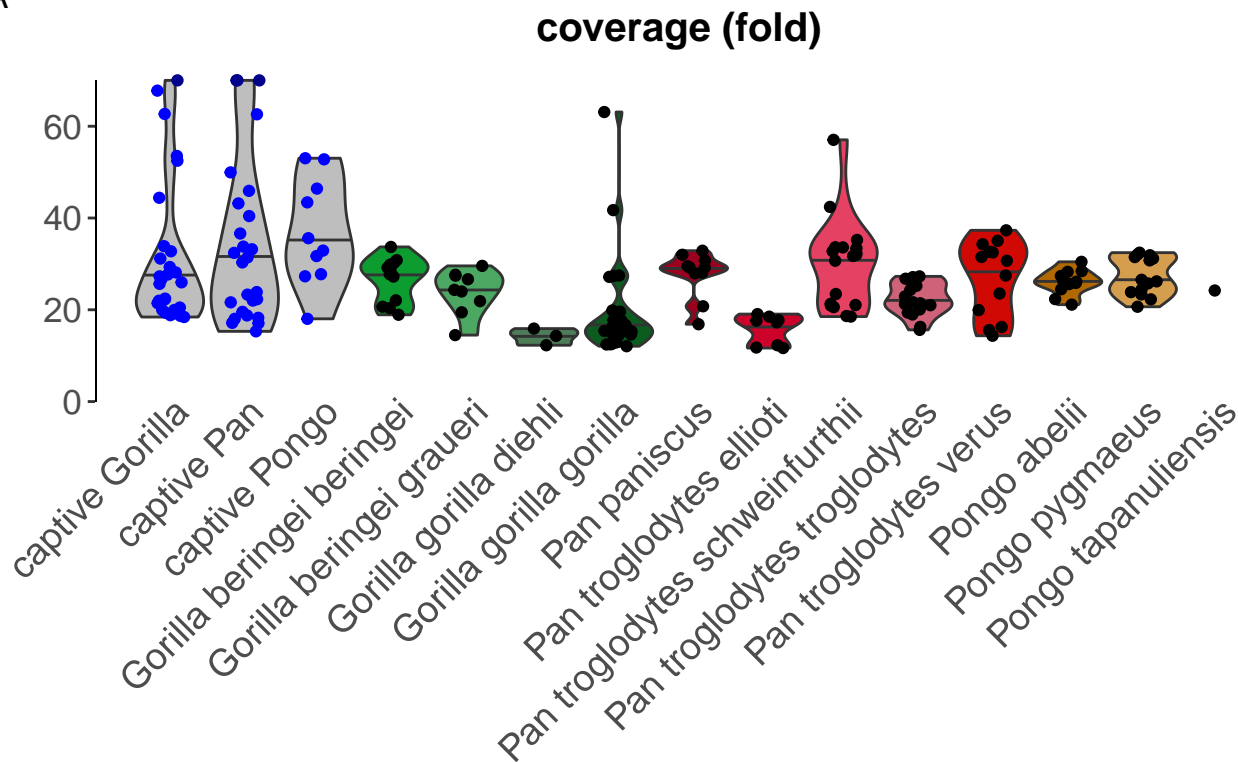 coverage (fold)
60
40
20
0
captive Gorilla
captive Pan
captive Pongo
Gorilla beringei beringei
Gorilla beringei graueri
Gorilla gorilla diehli
Gorilla gorilla gorilla
Pan paniscus
Pan troglodytes ellioti
Pan troglodytes schweinfurthii
Pan troglodytes troglodytes
Pan troglodytes verus
Pongo abelii
Pongo pygmaeus
Pongo tapanuliensis